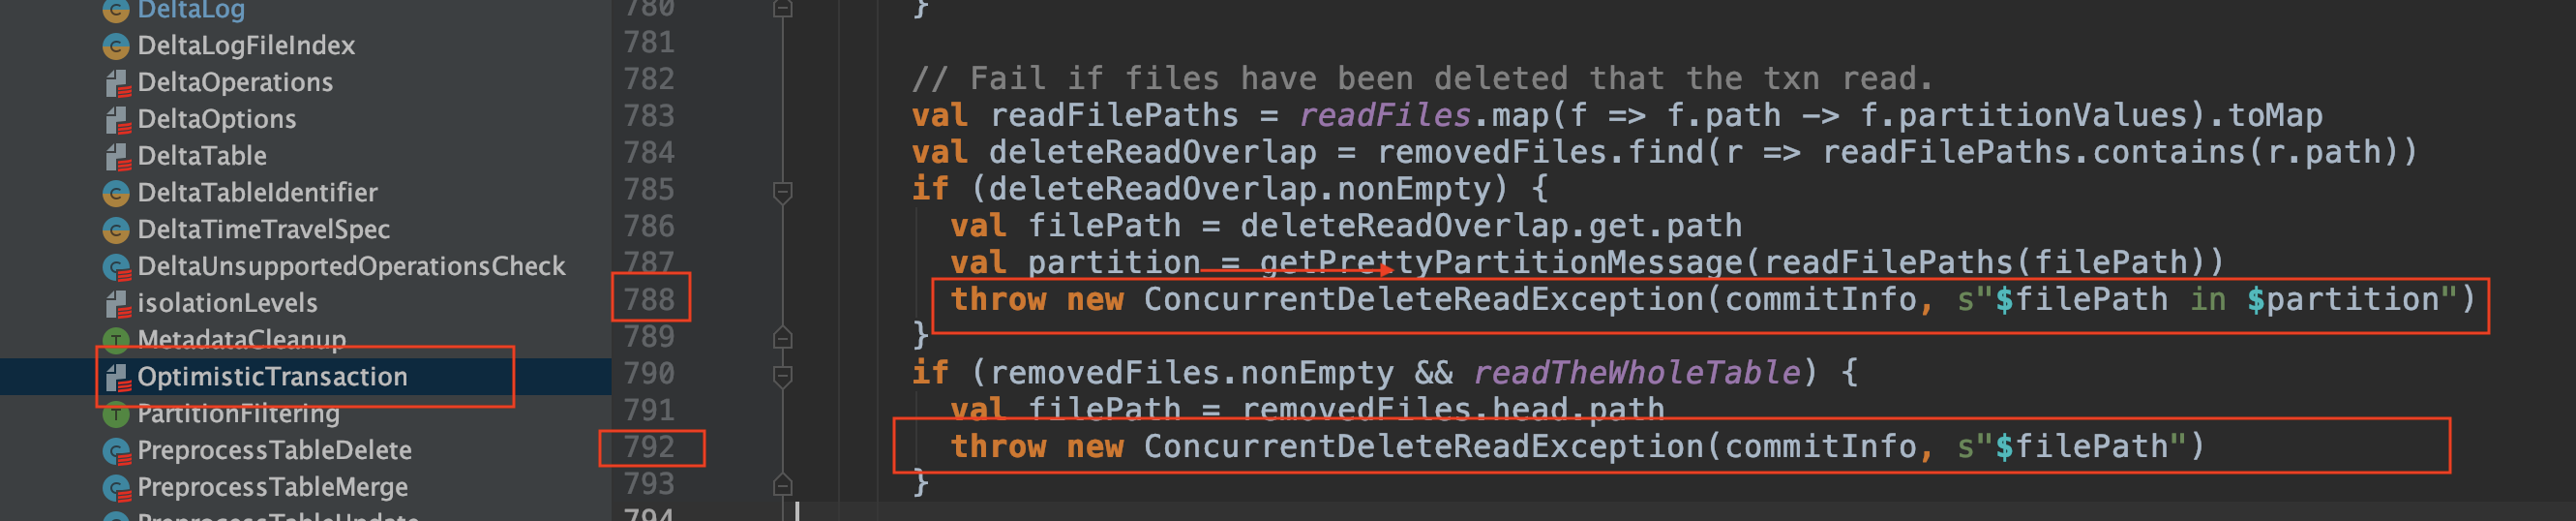 DeltaLog
DeltaLogFileIndex
DeltaOperations
DeltaOptions
DeltaTable
DeltaTableIdentifier
DeltaTimeTravelSpec
DeltaUnsupportedOperationsCheck
isolationLevels
MetadataCleanup
OptimisticTransaction
PartitionFiltering
PreprocessTableDelete
PreprocessTableMerge
PreprocessTableUpdate
780 }
781
782 // Fail if files have been deleted that the txn read.
783 val readFilePaths = readFiles.map(f => f.path -> f.partitionValues).toMap
784 val deleteReadOverlap = removedFiles.find(r => readFilePaths.contains(r.path))
785 if (deleteReadOverlap.nonEmpty) {
786 val filePath = deleteReadOverlap.get.path
787 val partition = getPrettyPartitionMessage(readFilePaths(filePath))
788 throw new ConcurrentDeleteReadException(commitInfo, s"$filePath in $partition")
789 }
790 if (removedFiles.nonEmpty && readTheWholeTable) {
791 val filePath = removedFiles.head.path
792 throw new ConcurrentDeleteReadException(commitInfo, s"$filePath")
793 }
794